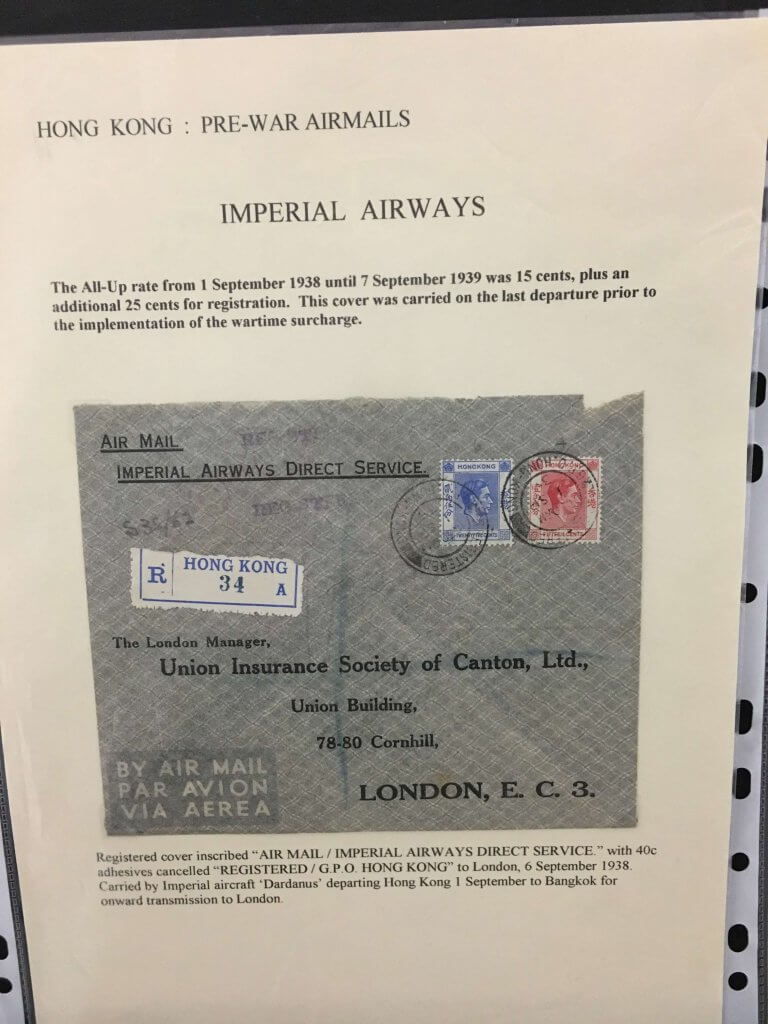 HONG KONG : PRE-WAR AIRMAILS
IMPERIAL AIRWAYS
The All-Up rate from 1 September 1938 until 7 September 1939 was 15 cents, plus an
additional 25 cents for registration. This cover was carried on the last departure prior to
the implementation of the wartime surcharge.
AIR MAIL
IMPERIAL AIRWAYS DIRECT SERVICE.
HONGKONG
R HONG KONG
34 A
The London Manager,
Union Insurance Society of Canton, Ltd.,
Union Building,
78-80 Cornhill,
LONDON, E. C. 3.
BY AIR MAIL
PAR AVION
VIA AEREA
Registered cover inscribed "AIR MAIL / IMPERIAL AIRWAYS DIRECT SERVICE." with 40c
adhesives cancelled "REGISTERED / G.P.O. HONG KONG" to London, 6 September 1938.
Carried by Imperial aircraft 'Dardanus' departing Hong Kong 1 September to Bangkok for
onward transmission to London.